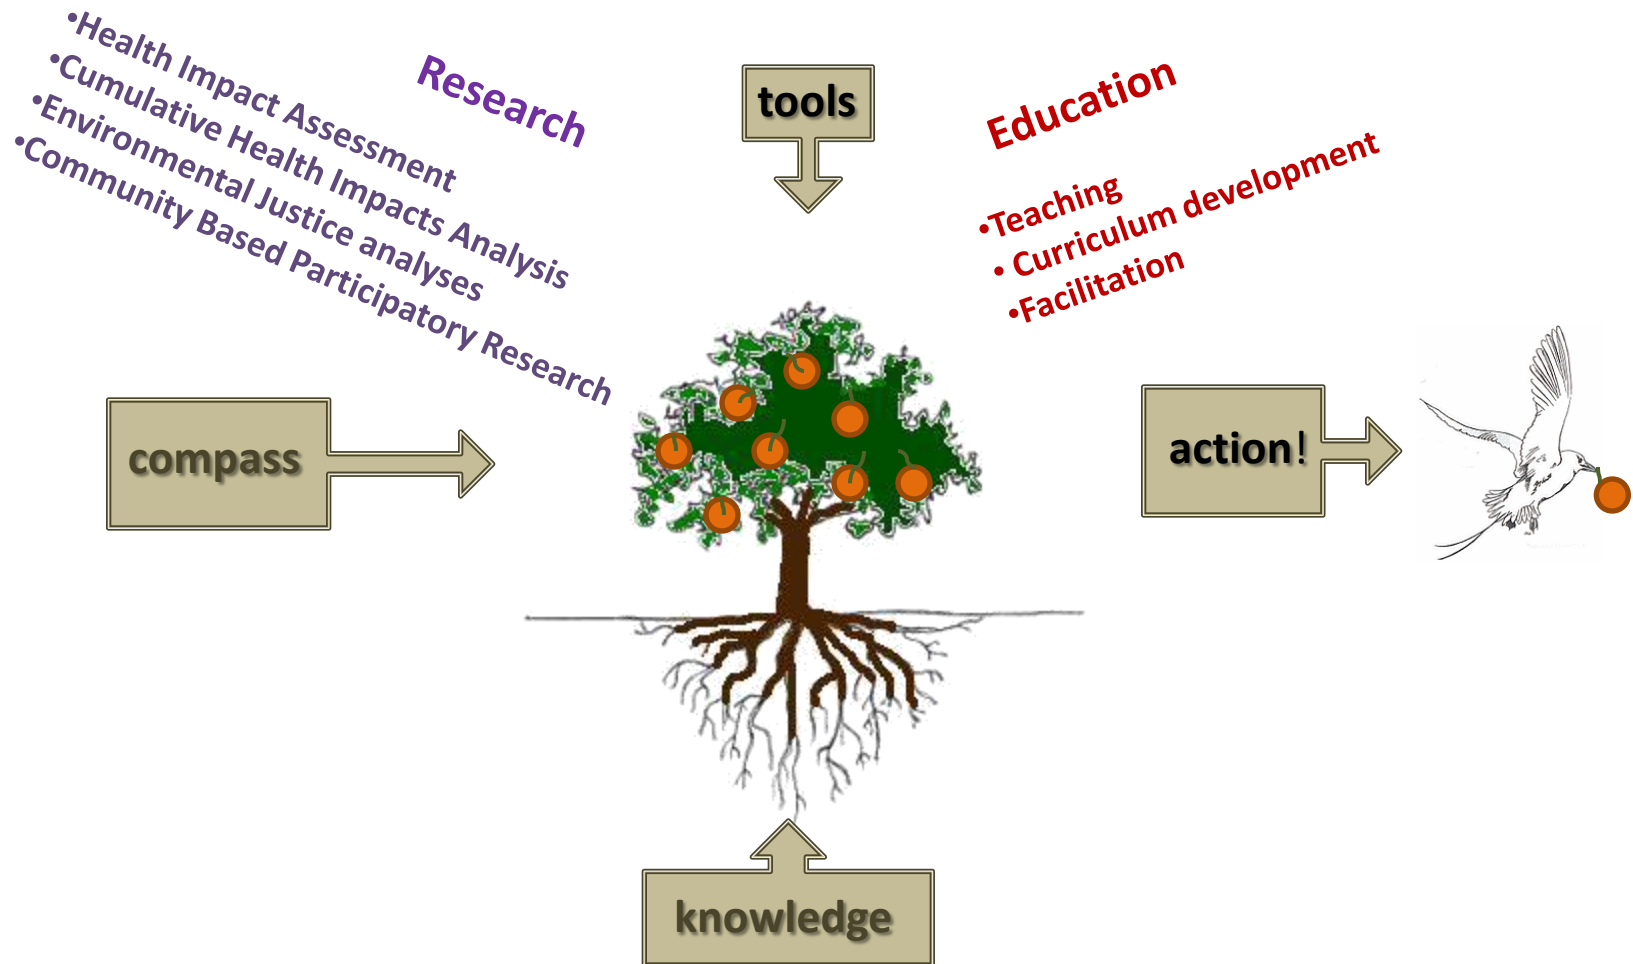 Research
•Health Impact Assessment
•Cumulative Health Impacts Analysis
•Environmental Justice analyses
•Community Based Participatory Research
tools
Education
•Teaching
• Curriculum development
•Facilitation
compass
action!
knowledge